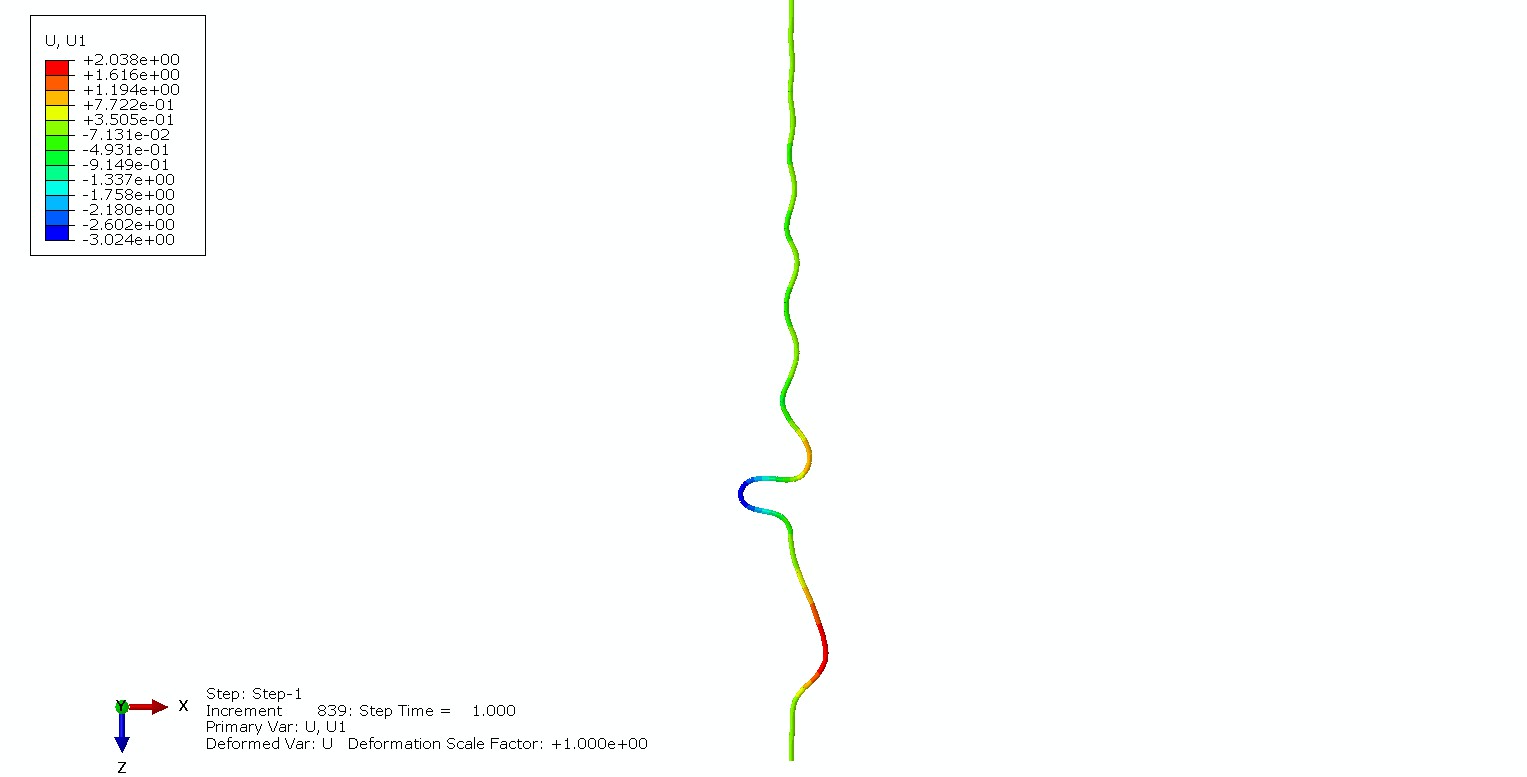 U, U1
+2.038e+00
+1.616e+00
+1.194e+00
+7.722e-01
+3.505e-01
-7.131e-02
-4.931e-01
-9.149e-01
-1.337e+00
-1.758e+00
-2.180e+00
-2.602e+00
-3.024e+00
Y
X
Z
Step: Step-1
Increment 839: Step Time = 1.000
Primary Var: U, U1
Deformed Var: U Deformation Scale Factor: +1.000e+00